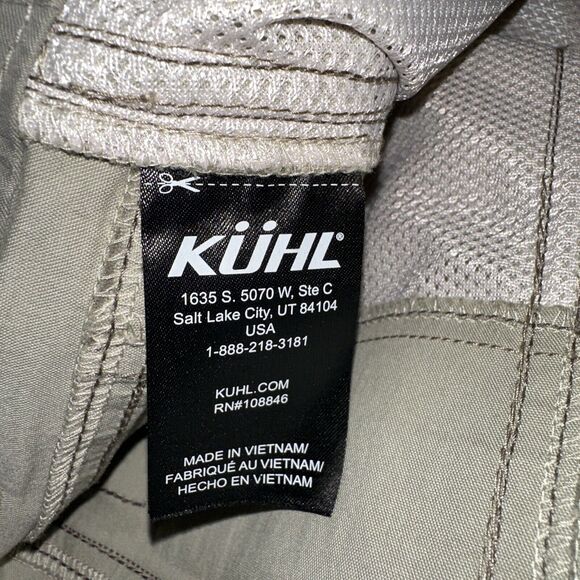 KÜHL®
1635 S. 5070 W, Ste C
Salt Lake City, UT 84104
USA
1-888-218-3181
KUHL.COM
RN#108846
MADE IN VIETNAM/
FABRIQUÉ AU VIETNAM/
HECHO EN VIETNAM